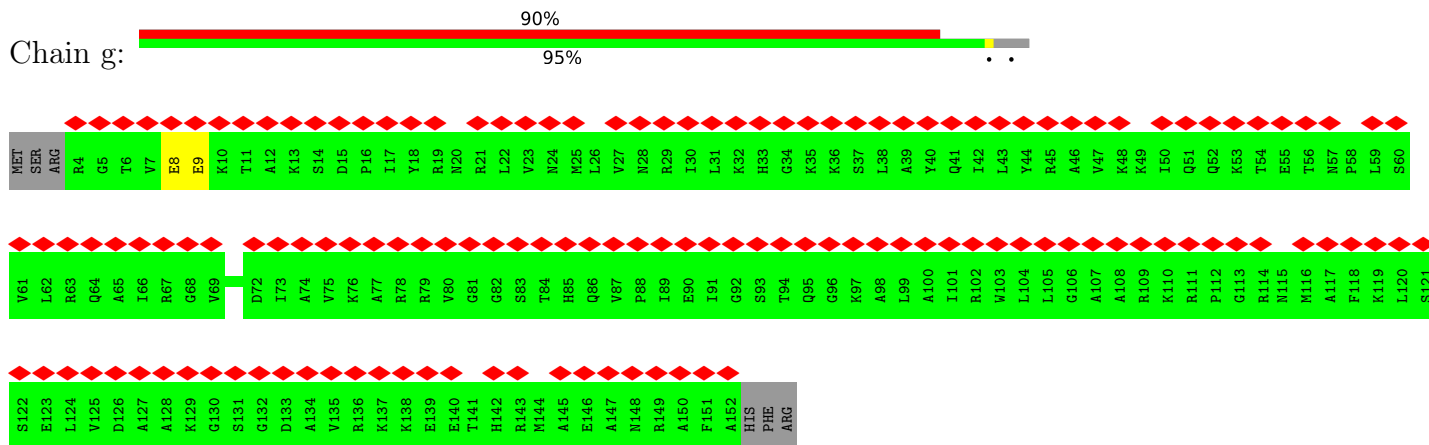 90%
Chain g:
95%
. .
MET SER ARG R4 G5 T6 V7 E8 E9 K10 T11 A12 K13 S14 D15 P16 I17 Y18 R19 N20 R21 L22 V23 N24 M25 L26 V27 N28 R29 I30 L31 K32 H33 G34 K35 K36 S37 L38 A39 Y40 Q41 I42 L43 Y44 R45 A46 V47 K48 K49 I50 Q51 Q52 K53 T54 E55 T56 N57 P58 L59 S60
V61 L62 R63 Q64 A65 I66 R67 G68 V69 D72 I73 A74 V75 K76 A77 R78 R79 V80 G81 G82 S83 T84 H85 Q86 V87 P88 I89 E90 I91 G92 S93 T94 Q95 G96 K97 A98 L99 A100 I101 R102 W103 L104 L105 G106 A107 A108 R109 K110 R111 P112 G113 R114 N115 M116 A117 F118 K119 L120 S121
S122 E123 L124 V125 D126 A127 A128 K129 G130 S131 G132 D133 A134 V135 R136 K137 K138 E139 E140 T141 H142 R143 M144 A145 E146 A147 N148 R149 A150 F151 A152 HIS PHE ARG